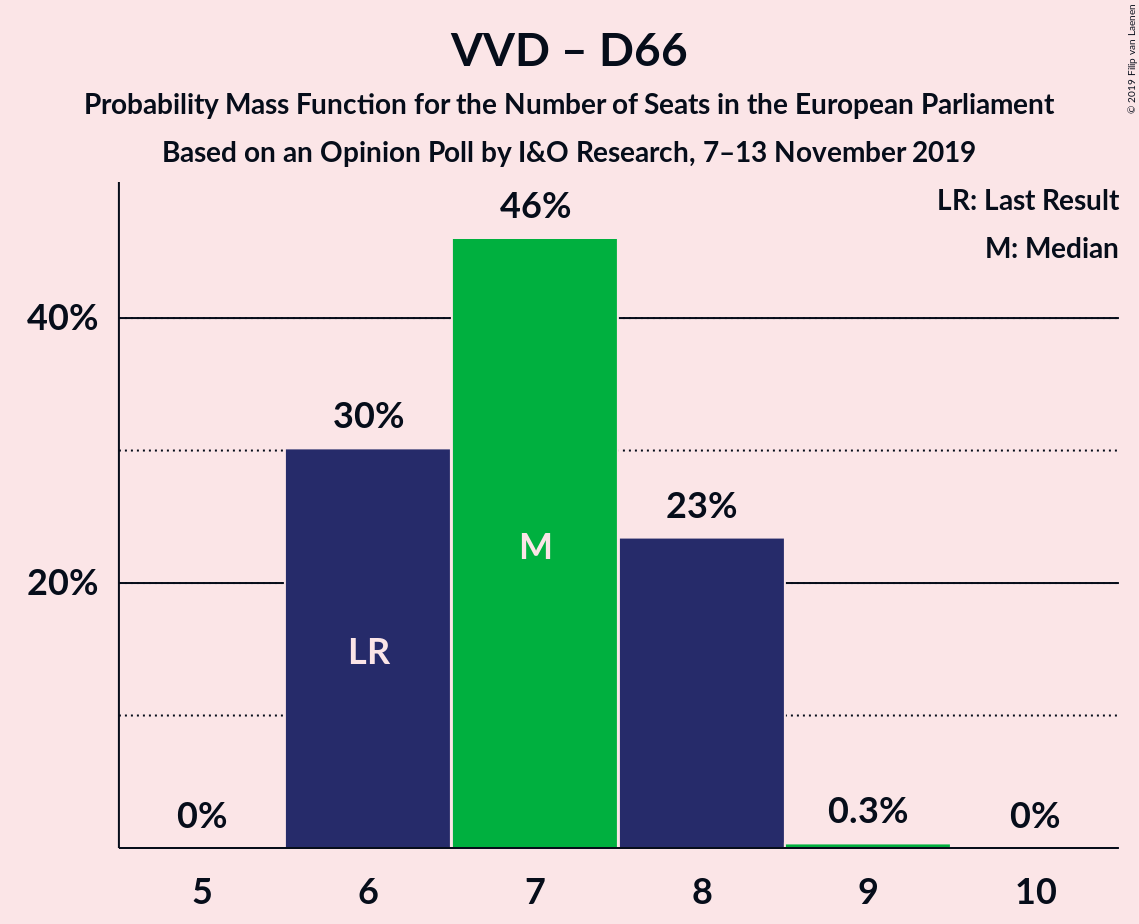 VVD – D66
Probability Mass Function for the Number of Seats in the European Parliament
Based on an Opinion Poll by I&O Research, 7–13 November 2019
© 2019 Filip van Laenen
LR: Last Result
M: Median
46%
40%
30%
23%
M
20%
LR
0%
0.3%
0%
5 6 7 8 9 10